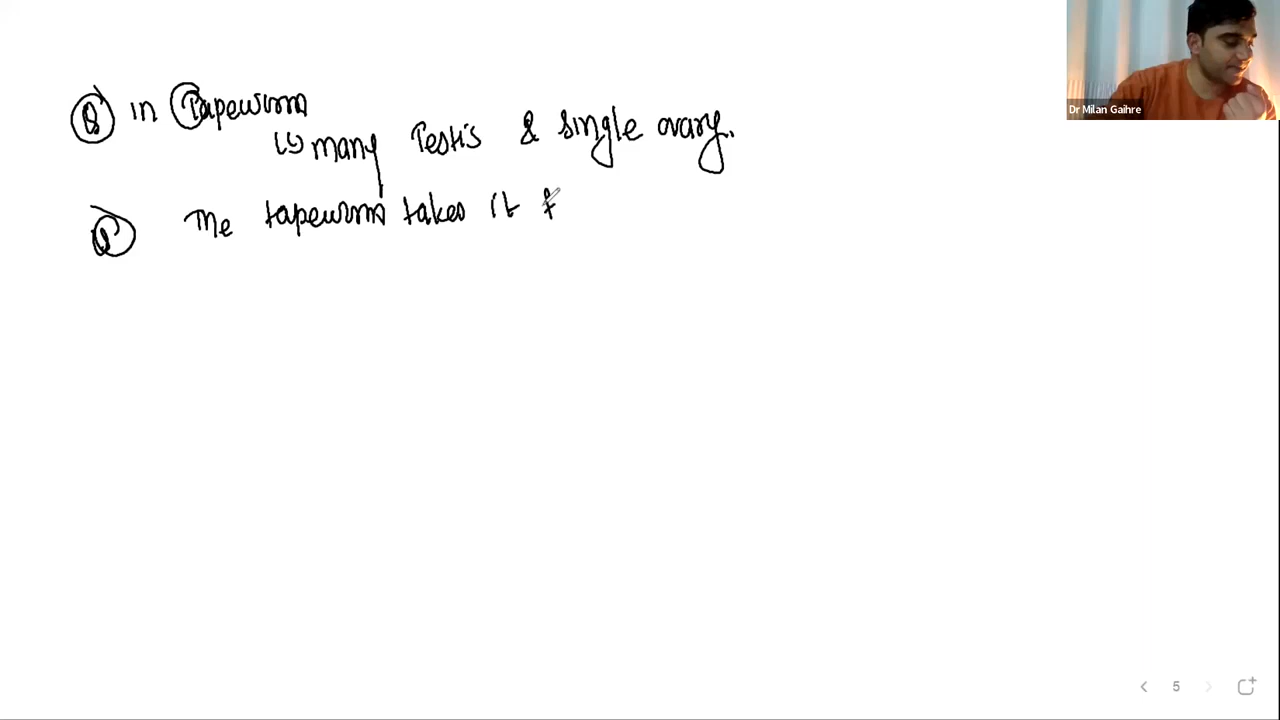 Dr Milan Gaihre
Q in Tapeworm
↳ many Testis & single ovary..
Q The tapeworm takes it f
5